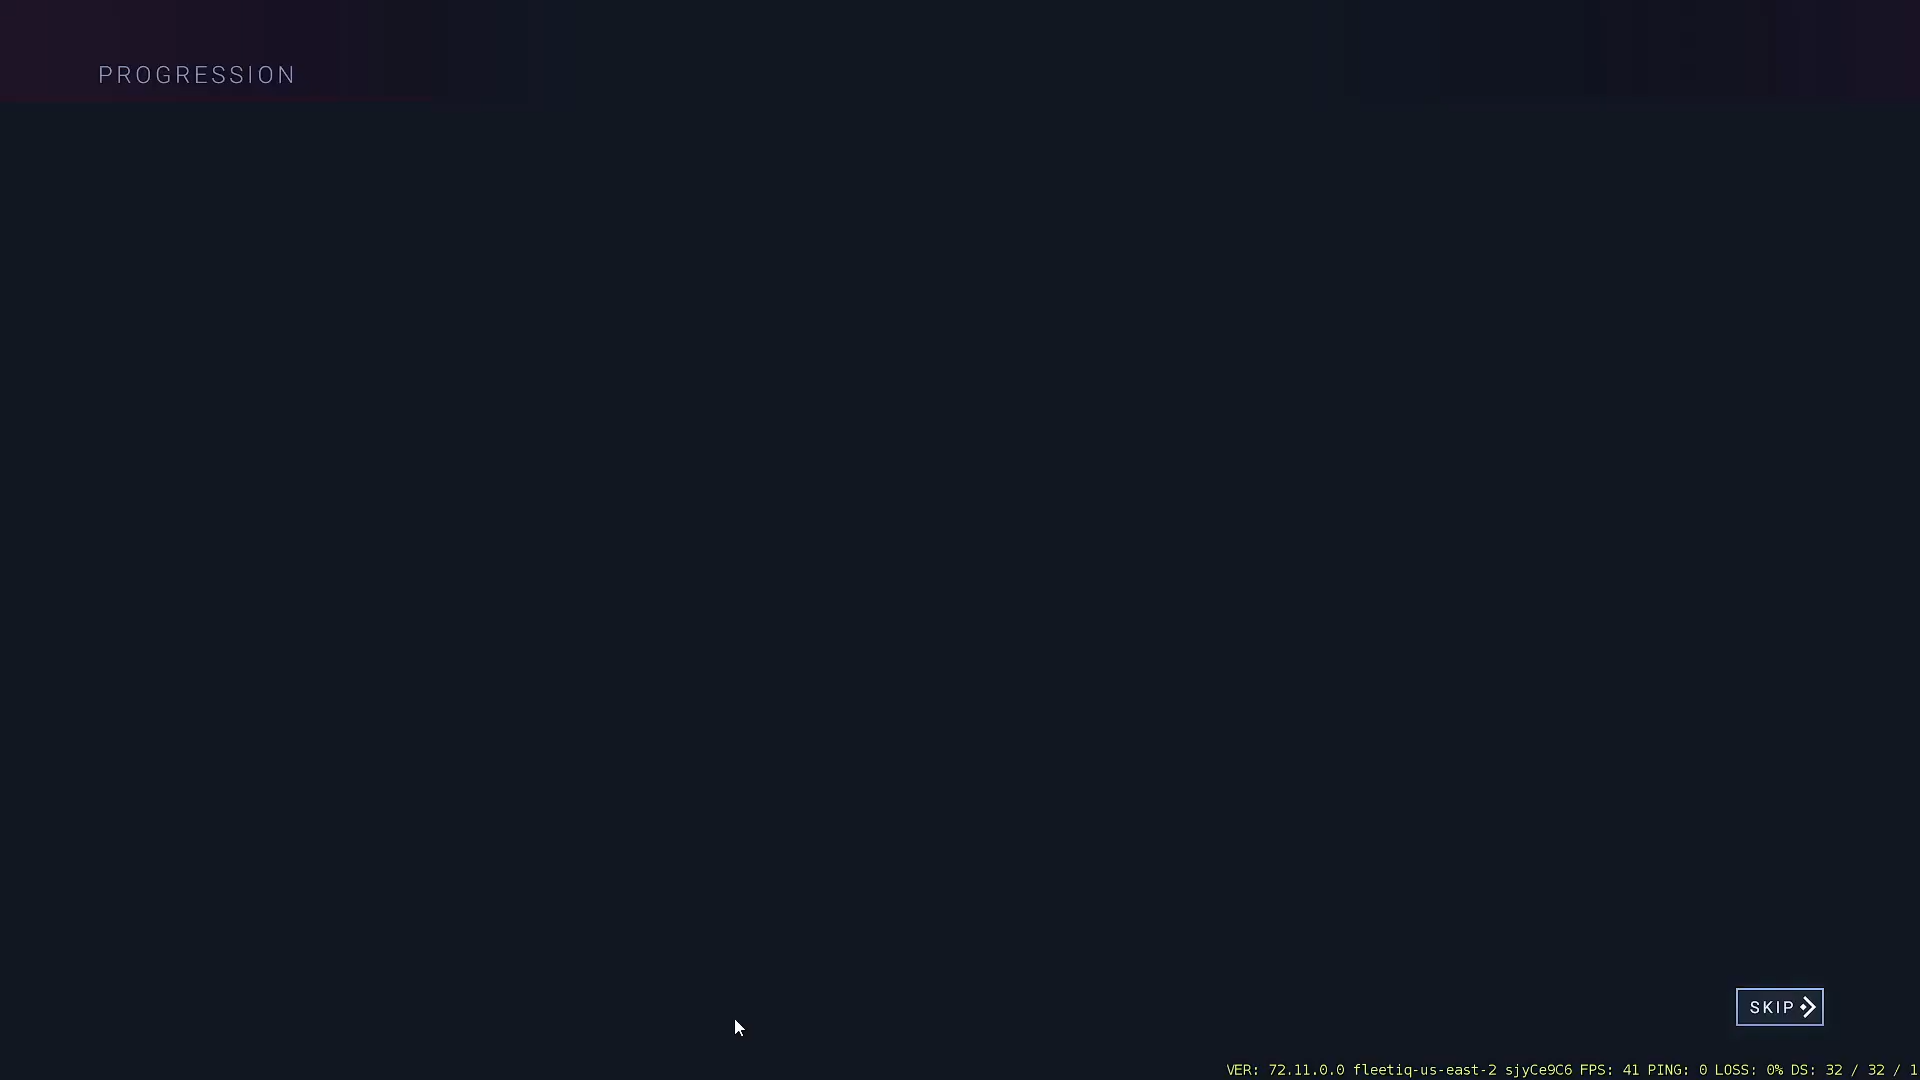 PROGRESSION
SKIP
VER: 72.11.0.0 fleetiq-us-east-2 sjyCe9C6 FPS: 41 PING: 0 LOSS: 0% DS: 32 / 32 / 1